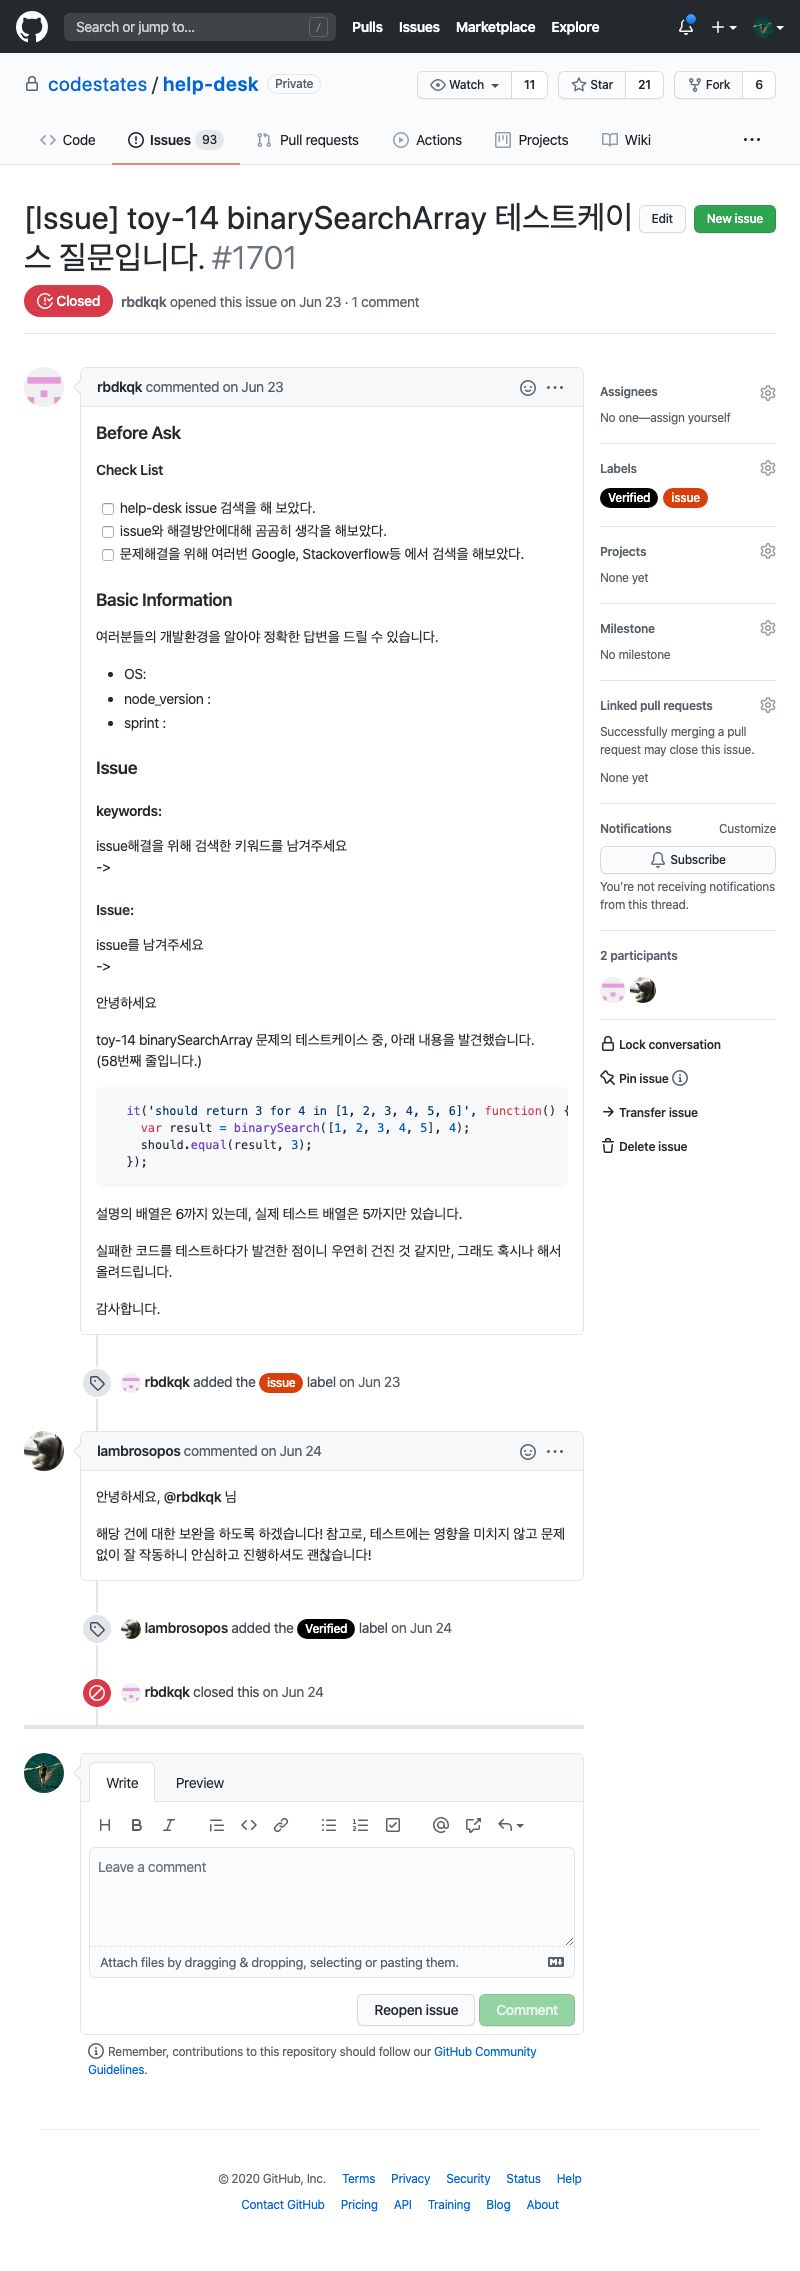 Search or jump to... /
Pulls Issues Marketplace Explore
codestates / help-desk Private
Watch 11 Star 21 Fork 6
Code Issues 93 Pull requests Actions Projects Wiki
[Issue] toy-14 binarySearchArray 테스트케이
스 질문입니다. #1701
Edit New issue
Closed rbdkqk opened this issue on Jun 23 · 1 comment
rbdkqk commented on Jun 23
Before Ask
Check List
help-desk issue 검색을 해 보았다.
issue와 해결방안에대해 곰곰히 생각을 해보았다.
문제해결을 위해 여러번 Google, Stackoverflow등 에서 검색을 해보았다.
Basic Information
여러분들의 개발환경을 알아야 정확한 답변을 드릴 수 있습니다.
OS:
node_version :
sprint :
Issue
keywords:
issue해결을 위해 검색한 키워드를 남겨주세요
->
Issue:
issue를 남겨주세요
->
안녕하세요
toy-14 binarySearchArray 문제의 테스트케이스 중, 아래 내용을 발견했습니다.
(58번째 줄입니다.)
it('should return 3 for 4 in [1, 2, 3, 4, 5, 6]', function() {
var result = binarySearch([1, 2, 3, 4, 5], 4);
should.equal(result, 3);
});
설명의 배열은 6까지 있는데, 실제 테스트 배열은 5까지만 있습니다.
실패한 코드를 테스트하다가 발견한 점이니 우연히 건진 것 같지만, 그래도 혹시나 해서
올려드립니다.
감사합니다.
rbdkqk added the issue label on Jun 23
lambrosopos commented on Jun 24
안녕하세요, @rbdkqk 님
해당 건에 대한 보완을 하도록 하겠습니다! 참고로, 테스트에는 영향을 미치지 않고 문제
없이 잘 작동하니 안심하고 진행하셔도 괜찮습니다!
lambrosopos added the Verified label on Jun 24
rbdkqk closed this on Jun 24
Assignees
No one—assign yourself
Labels
Verified issue
Projects
None yet
Milestone
No milestone
Linked pull requests
Successfully merging a pull
request may close this issue.
None yet
Notifications Customize
Subscribe
You're not receiving notifications
from this thread.
2 participants
Lock conversation
Pin issue
Transfer issue
Delete issue
Write Preview
H B I
Leave a comment
Attach files by dragging & dropping, selecting or pasting them.
Reopen issue Comment
Remember, contributions to this repository should follow our GitHub Community
Guidelines.
© 2020 GitHub, Inc. Terms Privacy Security Status Help
Contact GitHub Pricing API Training Blog About